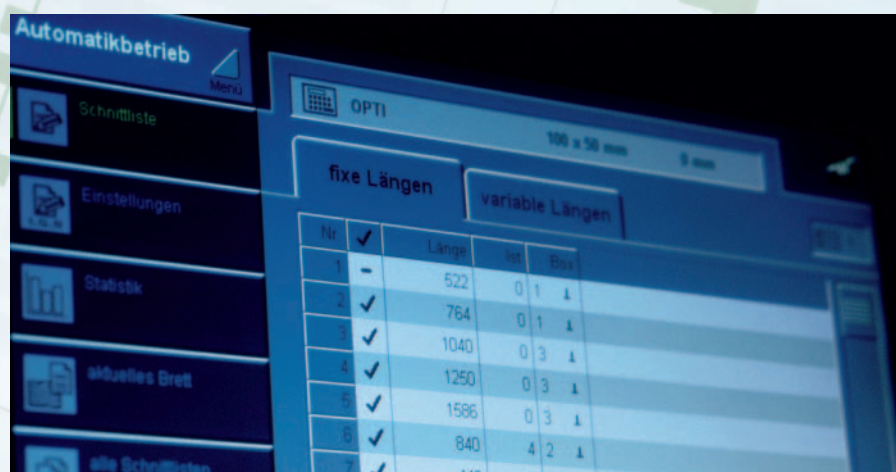 Automatikbetrieb
Menü
Schnittliste
Einstellungen
Statistik
aktuelles Brett
alle Schnittlisten
OPTI
100 x 50 mm 0 mm
fixe Längen variable Längen
Nr. ✓ Länge Ist Box
1 – 522 0 1
2 ✓ 764 0 1
3 ✓ 1040 0 3
4 ✓ 1250 0 3
5 ✓ 1586 0 3
6 ✓ 840 4 2
7 ✓